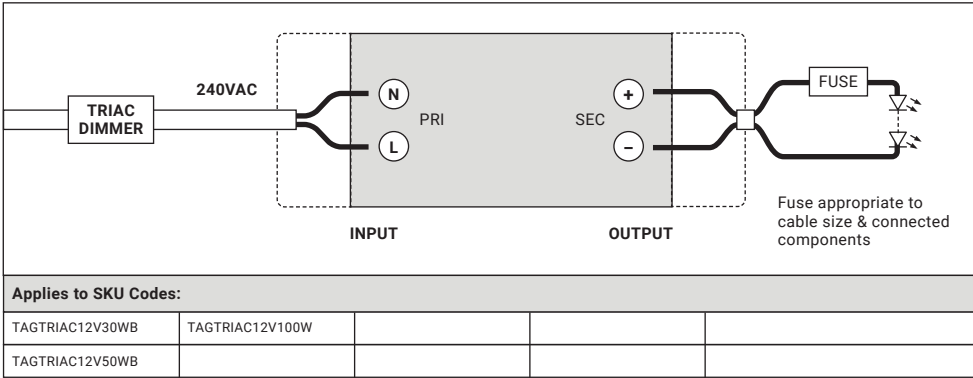 240VAC
TRIAC
DIMMER
N
L
PRI
SEC
+
–
FUSE
INPUT
OUTPUT
Fuse appropriate to
cable size & connected
components
Applies to SKU Codes:
TAGTRIAC12V30WB TAGTRIAC12V100W
TAGTRIAC12V50WB